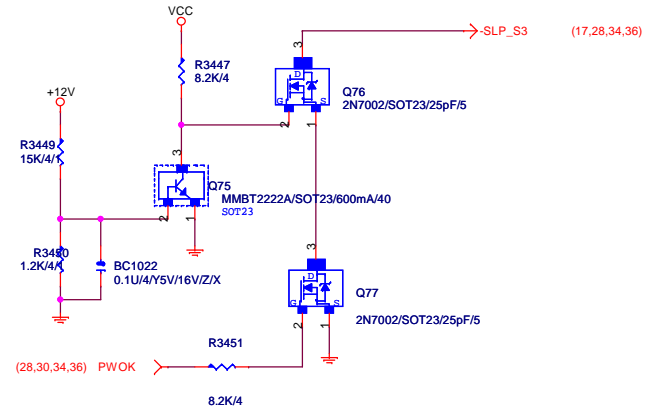 VCC
3
-SLP_S3 (17,28,34,36)
R3447
8.2K/4
D
Q76
+12V
G S
2N7002/SOT23/25pF/5
2 1
R3449
15K/4/1
3
Q75
MMBT2222A/SOT23/600mA/40
SOT23
2 1
3
R3450
1.2K/4/1
BC1022
0.1U/4/Y5V/16V/Z/X
D
Q77
G S
2N7002/SOT23/25pF/5
2 1
R3451
(28,30,34,36) PWOK
8.2K/4